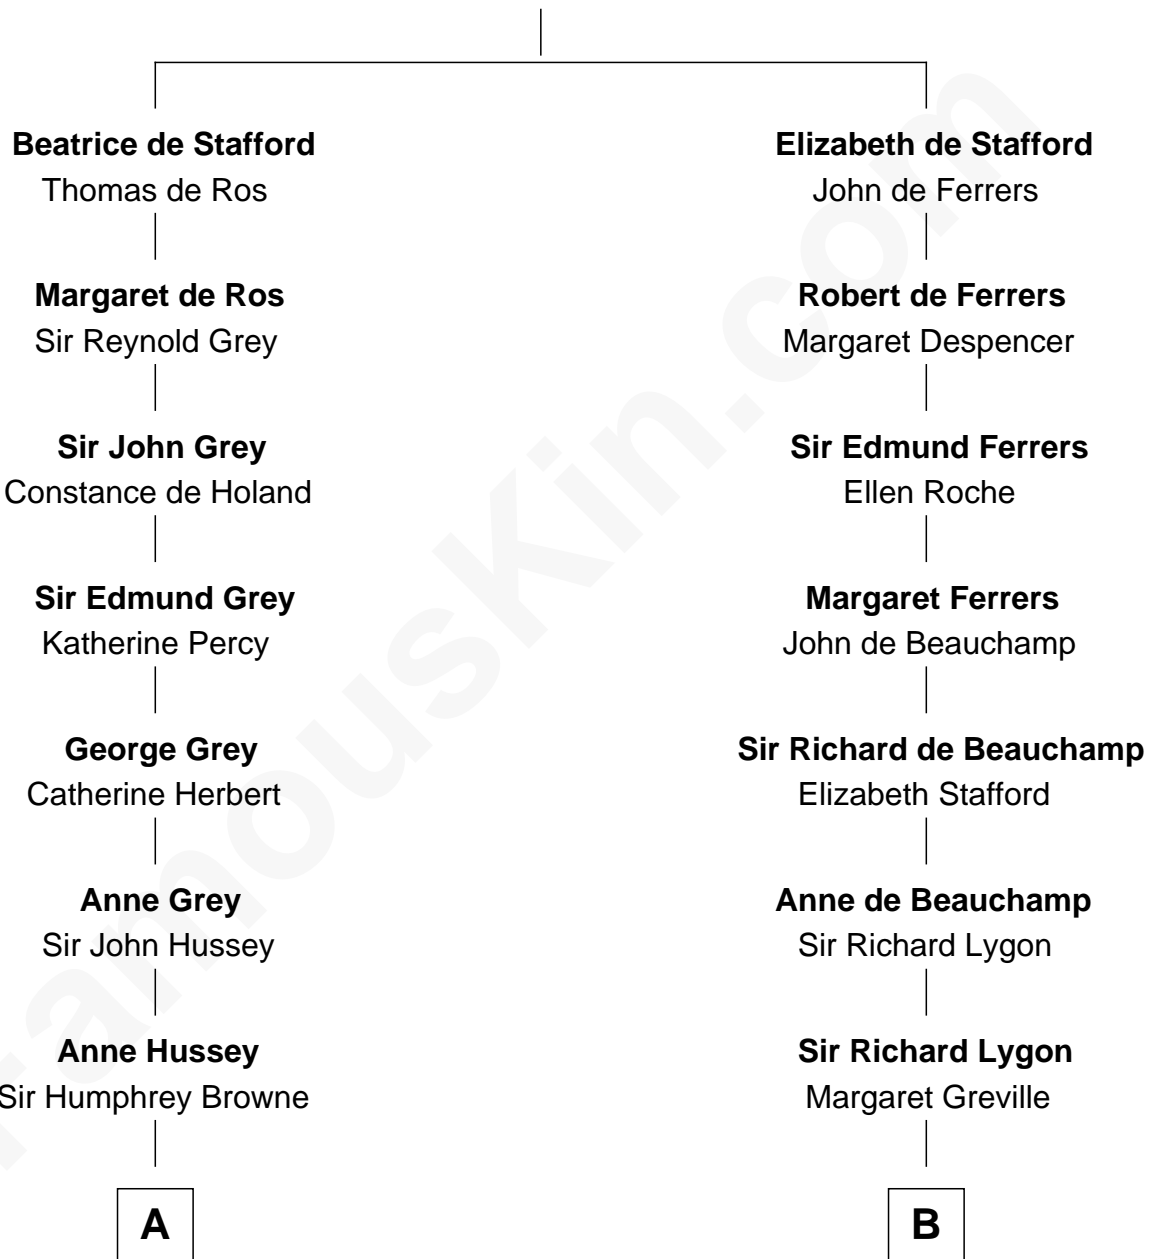 Beatrice de Stafford
Thomas de Ros
Margaret de Ros
Sir Reynold Grey
Sir John Grey
Constance de Holand
Sir Edmund Grey
Katherine Percy
George Grey
Catherine Herbert
Anne Grey
Sir John Hussey
Anne Hussey
Sir Humphrey Browne
A
Elizabeth de Stafford
John de Ferrers
Robert de Ferrers
Margaret Despencer
Sir Edmund Ferrers
Ellen Roche
Margaret Ferrers
John de Beauchamp
Sir Richard de Beauchamp
Elizabeth Stafford
Anne de Beauchamp
Sir Richard Lygon
Sir Richard Lygon
Margaret Greville
B
FamousKin.com